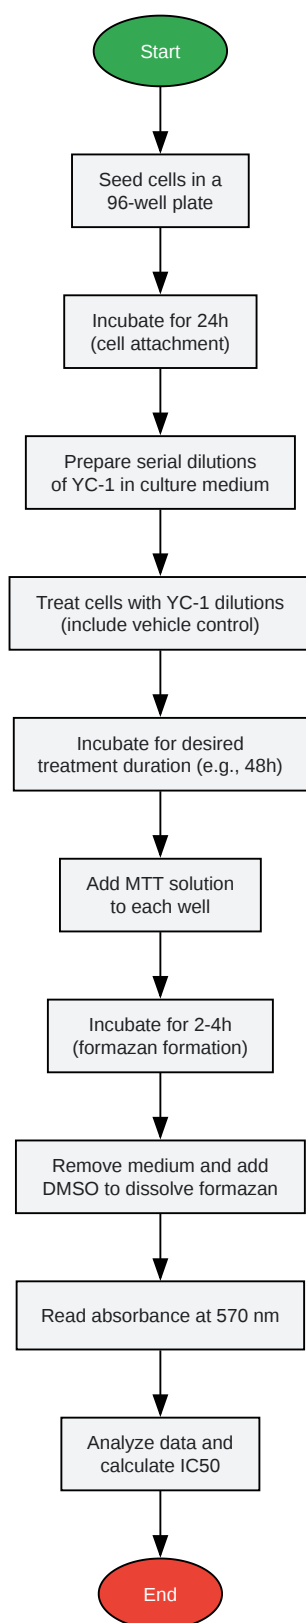 Start
Seed cells in a
96-well plate
Incubate for 24h
(cell attachment)
Prepare serial dilutions
of YC-1 in culture medium
Treat cells with YC-1 dilutions
(include vehicle control)
Incubate for desired
treatment duration (e.g., 48h)
Add MTT solution
to each well
Incubate for 2-4h
(formazan formation)
Remove medium and add
DMSO to dissolve formazan
Read absorbance at 570 nm
Analyze data and
calculate IC50
End